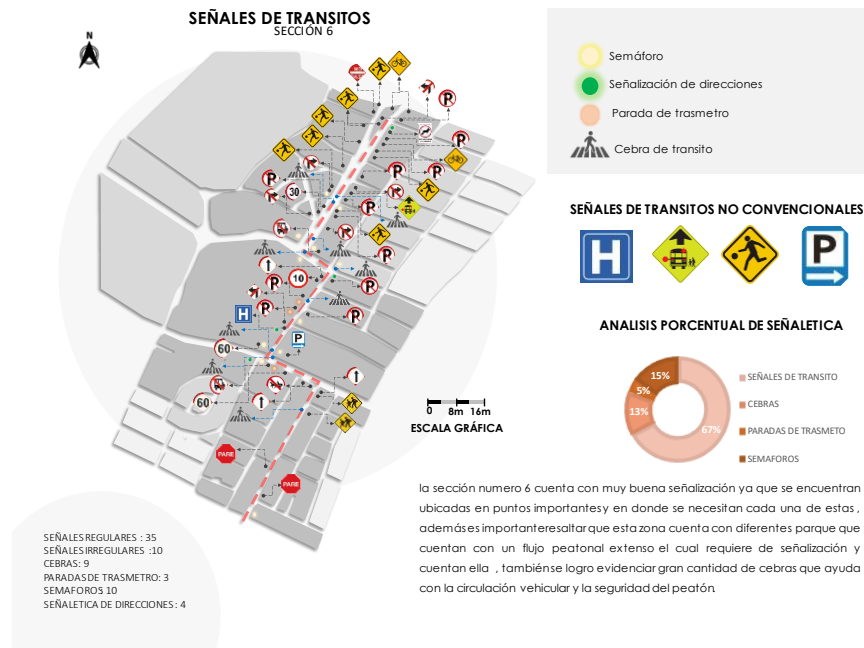 SEÑALES DE TRANSITOS
SECCIÓN 6
N
Semáforo
Señalización de direcciones
Parada de trasmetro
Cebra de transito
SEÑALES DE TRANSITOS NO CONVENCIONALES
H
P
ANALISIS PORCENTUAL DE SEÑALETICA
15%
5%
13%
67%
SEÑALES DE TRANSITO
CEBRAS
PARADAS DE TRASMETO
SEMAFOROS
P
P
P
P
P
30
P
P
10
P
P
P
H
P
60
60
PARE
PARE
0 8m 16m
ESCALA GRÁFICA
la sección numero 6 cuenta con muy buena señalización ya que se encuentran
ubicadas en puntos importantes y en donde se necesitan cada una de estas ,
además es importante resaltar que esta zona cuenta con diferentes parque que
cuentan con un flujo peatonal extenso el cual requiere de señalización y
cuentan ella , también se logro evidenciar gran cantidad de cebras que ayuda
con la circulación vehicular y la seguridad del peatón.
SEÑALES REGULARES : 35
SEÑALES IRREGULARES :10
CEBRAS: 9
PARADAS DE TRASMETRO: 3
SEMAFOROS: 10
SEÑALETICA DE DIRECCIONES: 4